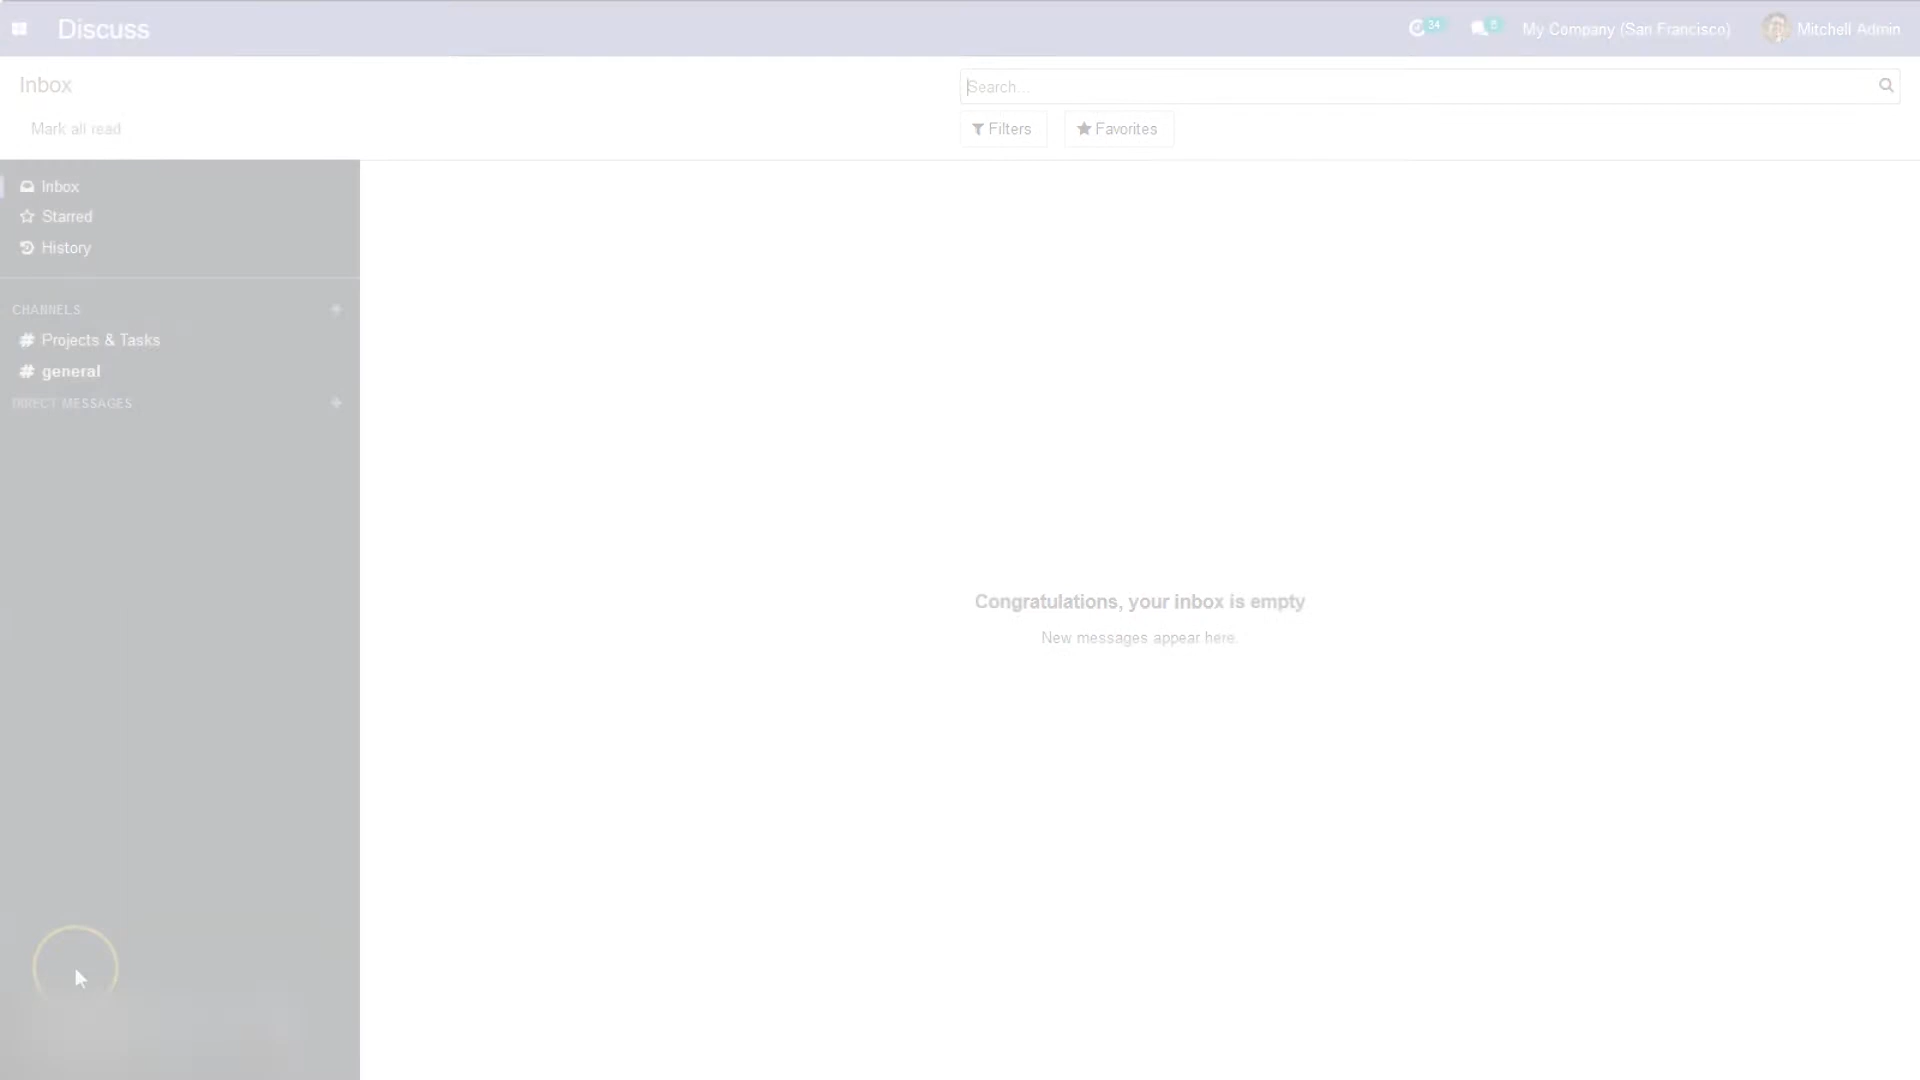 Discuss
34
8
My Company (San Francisco)
Mitchell Admin
Inbox
Search...
Mark all read
Filters
Favorites
Inbox
Starred
History
CHANNELS
# Projects & Tasks
# general
DIRECT MESSAGES
Congratulations, your inbox is empty
New messages appear here.